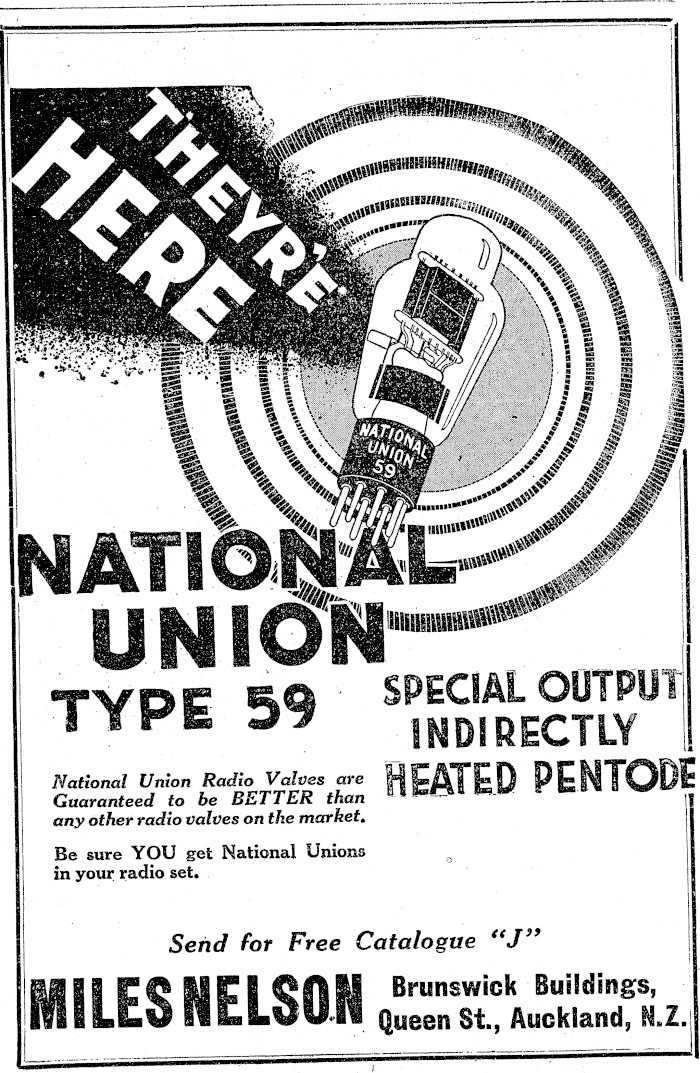 THEYR'E
HERE
NATIONAL
UNION
59
NATIONAL
UNION
TYPE 59
SPECIAL OUTPUT
INDIRECTLY
HEATED PENTODE
National Union Radio Valves are
Guaranteed to be BETTER than
any other radio valves on the market.
Be sure YOU get National Unions
in your radio set.
Send for Free Catalogue "J"
MILES NELSON
Brunswick Buildings,
Queen St., Auckland, N.Z.